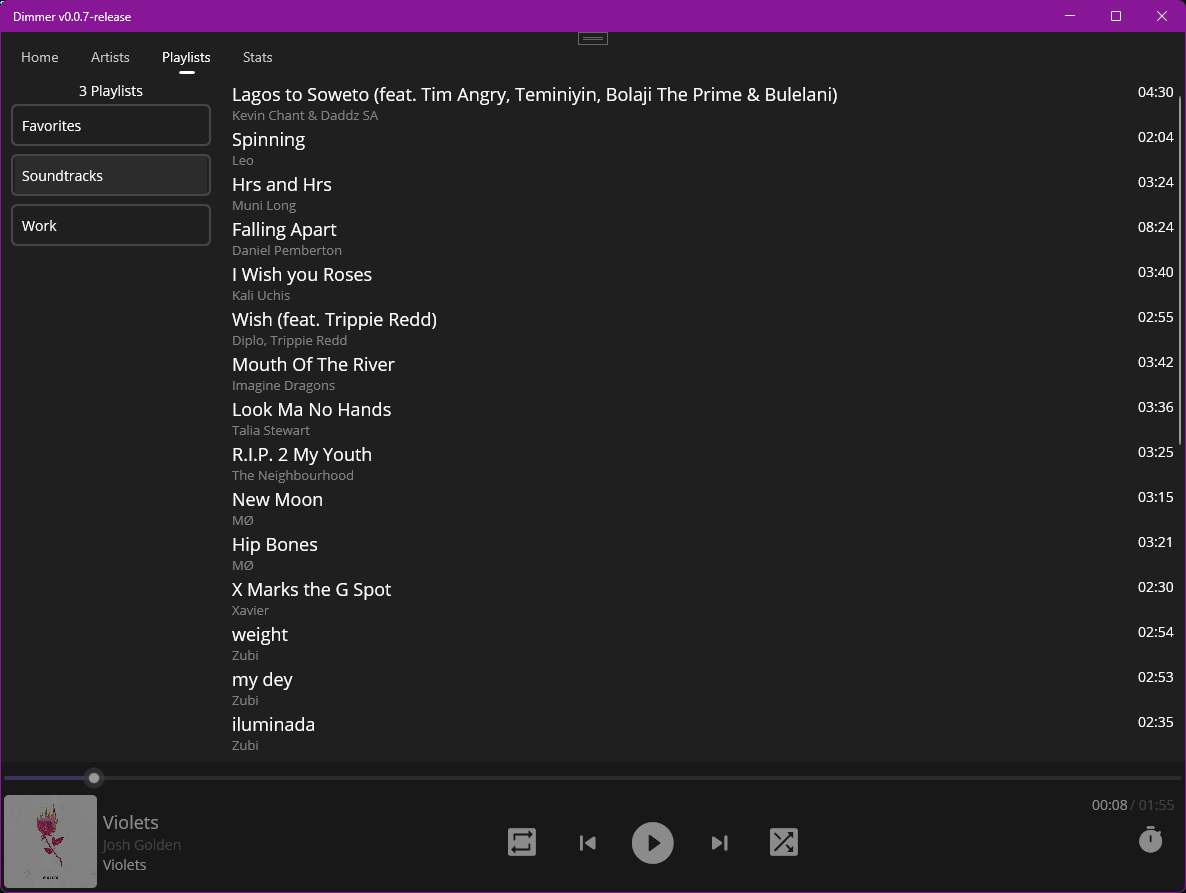 Dimmer v0.0.7-release
Home Artists Playlists Stats
3 Playlists
Favorites
Soundtracks
Work
Lagos to Soweto (feat. Tim Angry, Teminiyin, Bolaji The Prime & Bulelani) 04:30
Kevin Chant & Daddz SA
Spinning 02:04
Leo
Hrs and Hrs 03:24
Muni Long
Falling Apart 08:24
Daniel Pemberton
I Wish you Roses 03:40
Kali Uchis
Wish (feat. Trippie Redd) 02:55
Diplo, Trippie Redd
Mouth Of The River 03:42
Imagine Dragons
Look Ma No Hands 03:36
Talia Stewart
R.I.P. 2 My Youth 03:25
The Neighbourhood
New Moon 03:15
MØ
Hip Bones 03:21
MØ
X Marks the G Spot 02:30
Xavier
weight 02:54
Zubi
my dey 02:53
Zubi
iluminada 02:35
Zubi
00:08 / 01:55
Violets
Josh Golden
Violets
VIOLETS